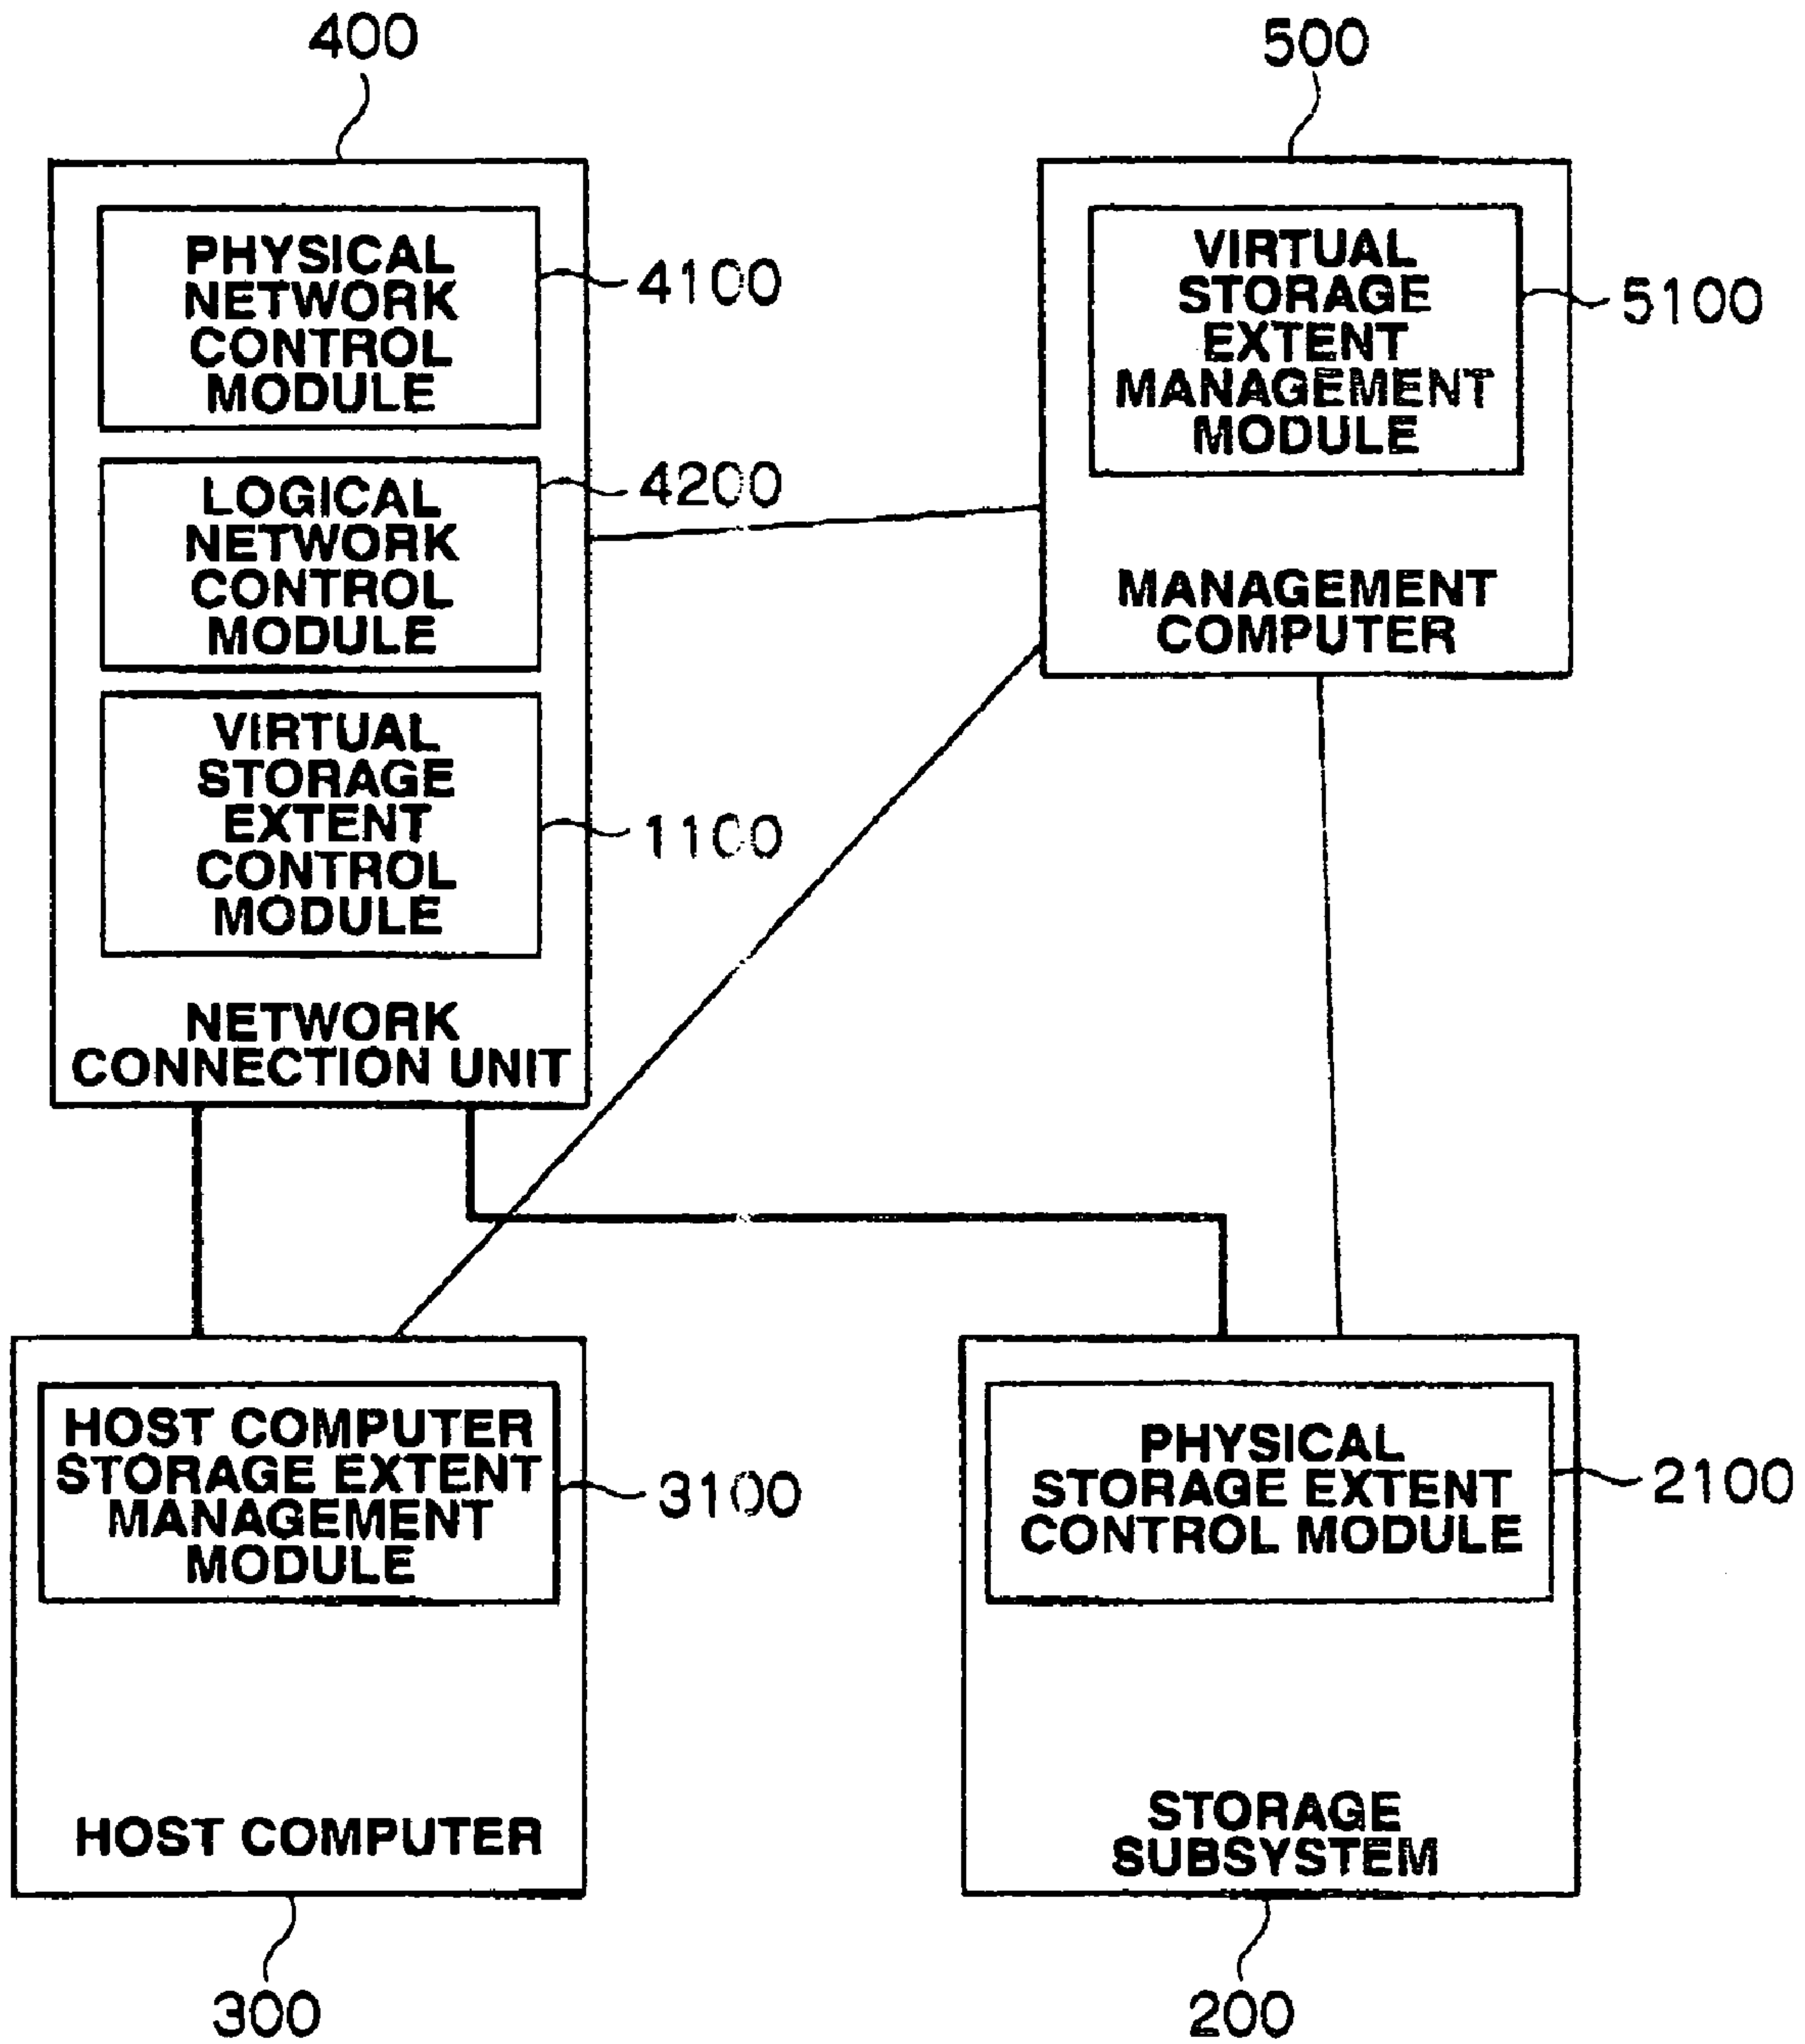 400
500
PHYSICAL
NETWORK
CONTROL
MODULE
4100
LOGICAL
NETWORK
CONTROL
MODULE
4200
VIRTUAL
STORAGE
EXTENT
CONTROL
MODULE
1100
NETWORK
CONNECTION UNIT
VIRTUAL
STORAGE
EXTENT
MANAGEMENT
MODULE
5100
MANAGEMENT
COMPUTER
HOST COMPUTER
STORAGE EXTENT
MANAGEMENT
MODULE
3100
HOST COMPUTER
300
PHYSICAL
STORAGE EXTENT
CONTROL MODULE
2100
STORAGE
SUBSYSTEM
200